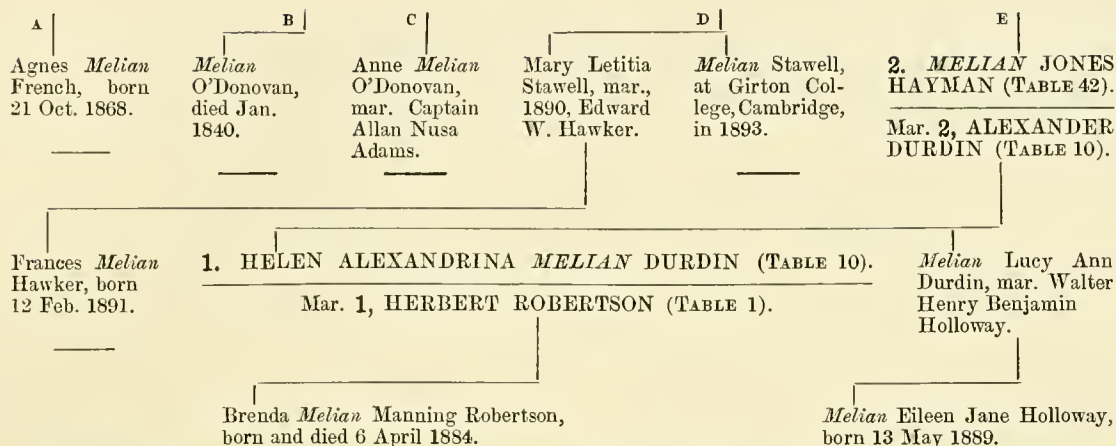 A
B
C
D
E
Agnes Melian
French, born
21 Oct. 1868.
Melian
O'Donovan,
died Jan.
1840.
Anne Melian
O'Donovan,
mar. Captain
Allan Nusa
Adams.
Mary Letitia
Stawell, mar.,
1890, Edward
W. Hawker.
Melian Stawell,
at Girton Col-
lege, Cambridge,
in 1893.
2. MELIAN JONES
HAYMAN (TABLE 42).
Mar. 2, ALEXANDER
DURDIN (TABLE 10).
Frances Melian
Hawker, born
12 Feb. 1891.
1. HELEN ALEXANDRINA MELIAN DURDIN (TABLE 10).
Mar. 1, HERBERT ROBERTSON (TABLE 1).
Melian Lucy Ann
Durdin, mar. Walter
Henry Benjamin
Holloway.
Brenda Melian Manning Robertson,
born and died 6 April 1884.
Melian Eileen Jane Holloway,
born 13 May 1889.